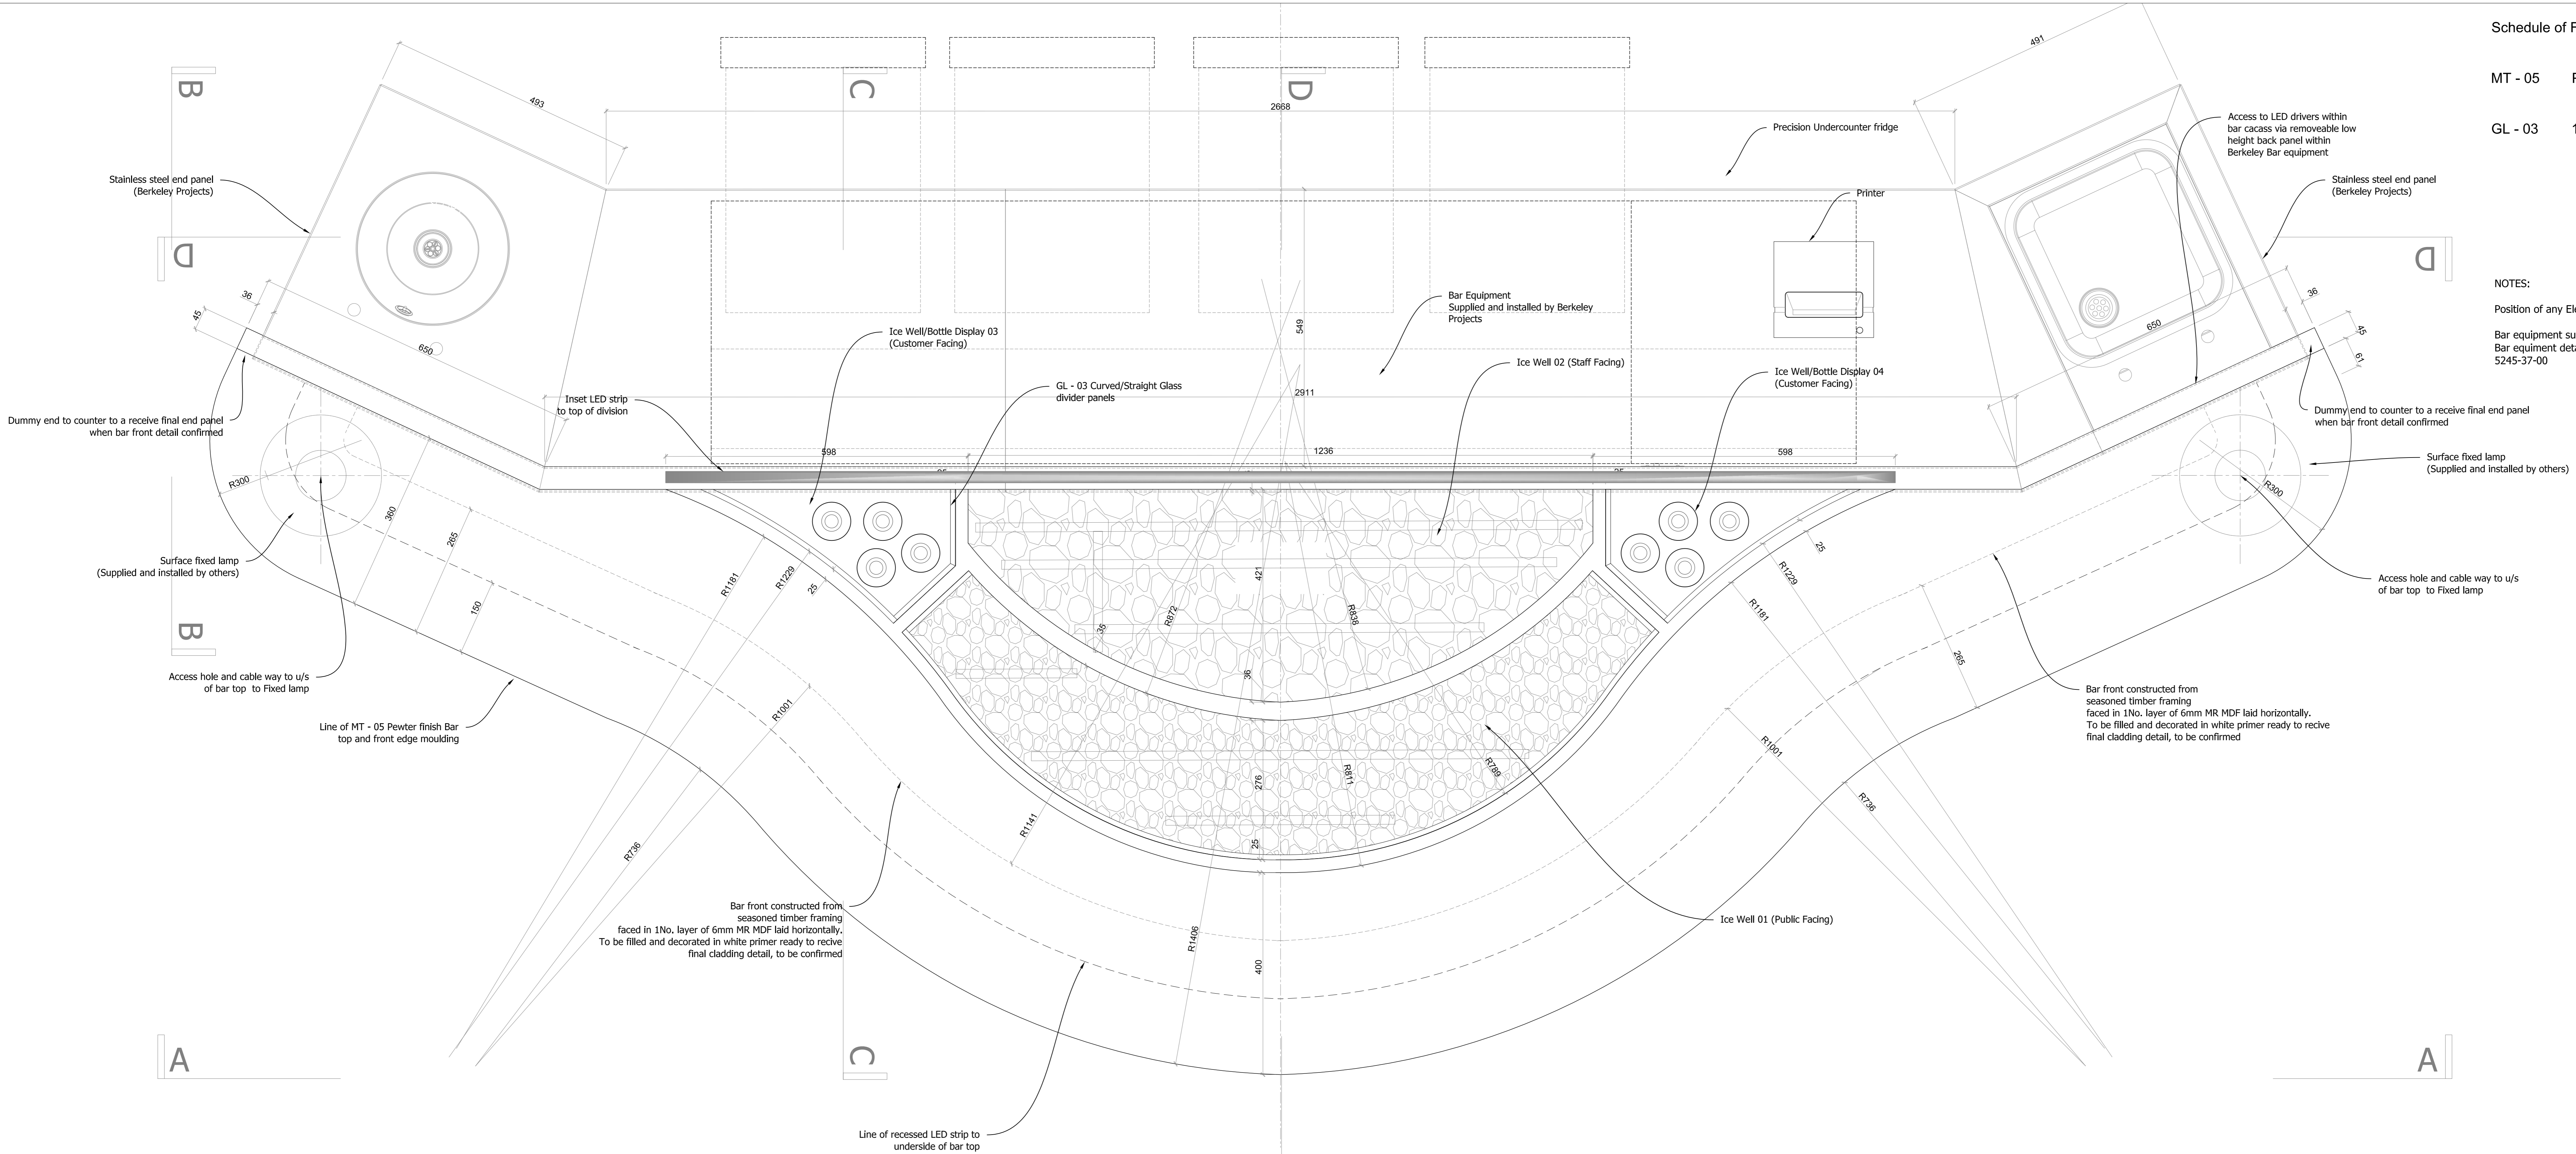 Schedule of F
MT - 05
P
GL - 03
1
NOTES:
Position of any Ele
Bar equipment su
Bar equiment deta
5245-37-00
B
C
D
491
493
2668
Precision Undercounter fridge
Access to LED drivers within
bar cacass via removeable low
height back panel within
Berkeley Bar equipment
Stainless steel end panel
(Berkeley Projects)
Printer
Stainless steel end panel
(Berkeley Projects)
D
D
36
45
650
Bar Equipment
Supplied and installed by Berkeley
Projects
549
Ice Well/Bottle Display 03
(Customer Facing)
Ice Well 02 (Staff Facing)
Ice Well/Bottle Display 04
(Customer Facing)
GL - 03 Curved/Straight Glass
divider panels
Inset LED strip
to top of division
2911
36
45
61
650
Dummy end to counter to a receive final end panel
when bar front detail confirmed
Dummy end to counter to a receive final end panel
when bar front detail confirmed
598
1236
598
25
25
R300
R300
Surface fixed lamp
(Supplied and installed by others)
360
265
150
Surface fixed lamp
(Supplied and installed by others)
R1181
R1229
25
421
R872
R836
35
36
R1229
25
R1181
Access hole and cable way to u/s
of bar top to Fixed lamp
265
B
Access hole and cable way to u/s
of bar top to Fixed lamp
Line of MT - 05 Pewter finish Bar
top and front edge moulding
R1001
Bar front constructed from
seasoned timber framing
faced in 1No. layer of 6mm MR MDF laid horizontally.
To be filled and decorated in white primer ready to recive
final cladding detail, to be confirmed
R1001
276
R811
R789
R736
R1141
R736
25
Bar front constructed from
seasoned timber framing
faced in 1No. layer of 6mm MR MDF laid horizontally.
To be filled and decorated in white primer ready to recive
final cladding detail, to be confirmed
Ice Well 01 (Public Facing)
R1406
400
A
C
A
Line of recessed LED strip to
underside of bar top